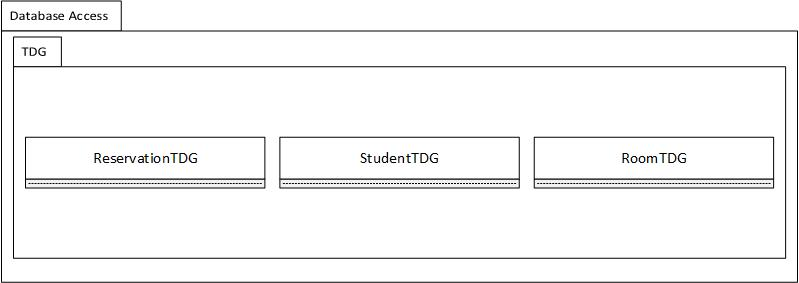 Database Access
TDG
ReservationTDG
StudentTDG
RoomTDG